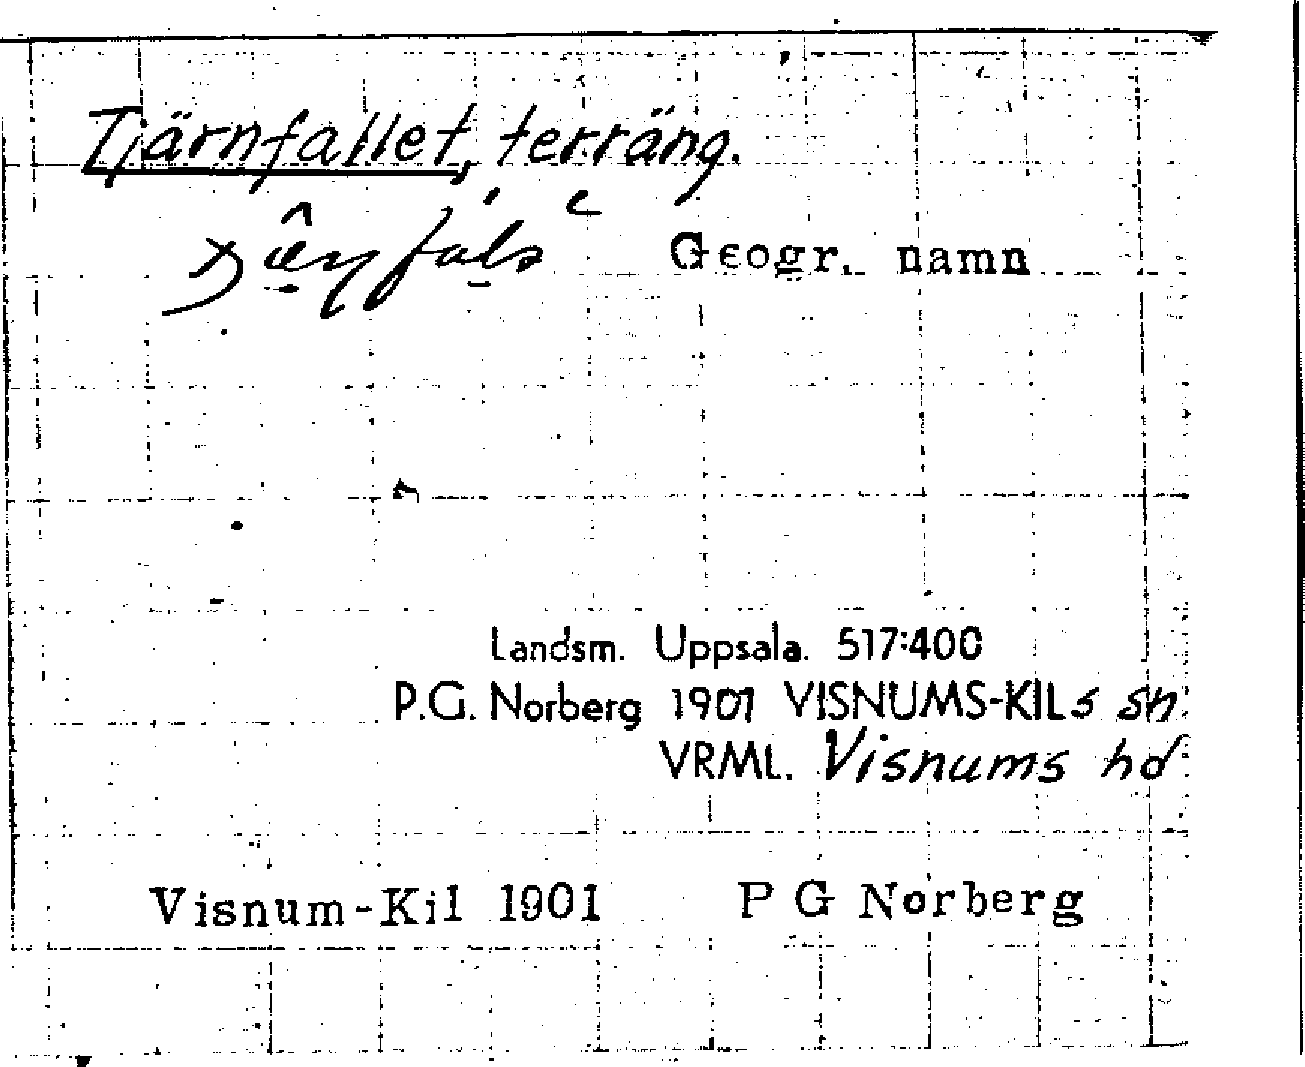 Tjärnfallet, terräng.
Geogr. namn
Landsm. Uppsala. 517:400
P.G. Norberg 1901 VISNUMS-KILs sn
VRML. Visnums hd
Visnum-Kil 1901 P G Norberg